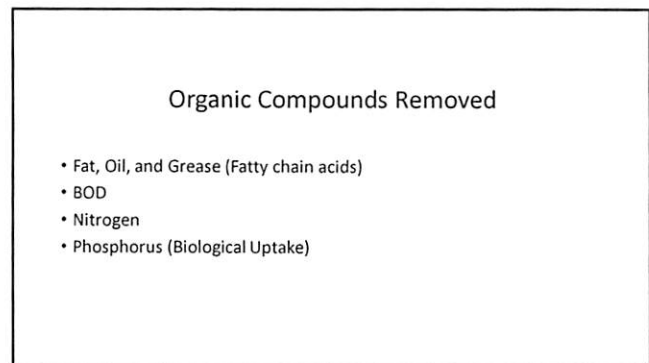 Organic Compounds Removed
• Fat, Oil, and Grease (Fatty chain acids)
• BOD
• Nitrogen
• Phosphorus (Biological Uptake)